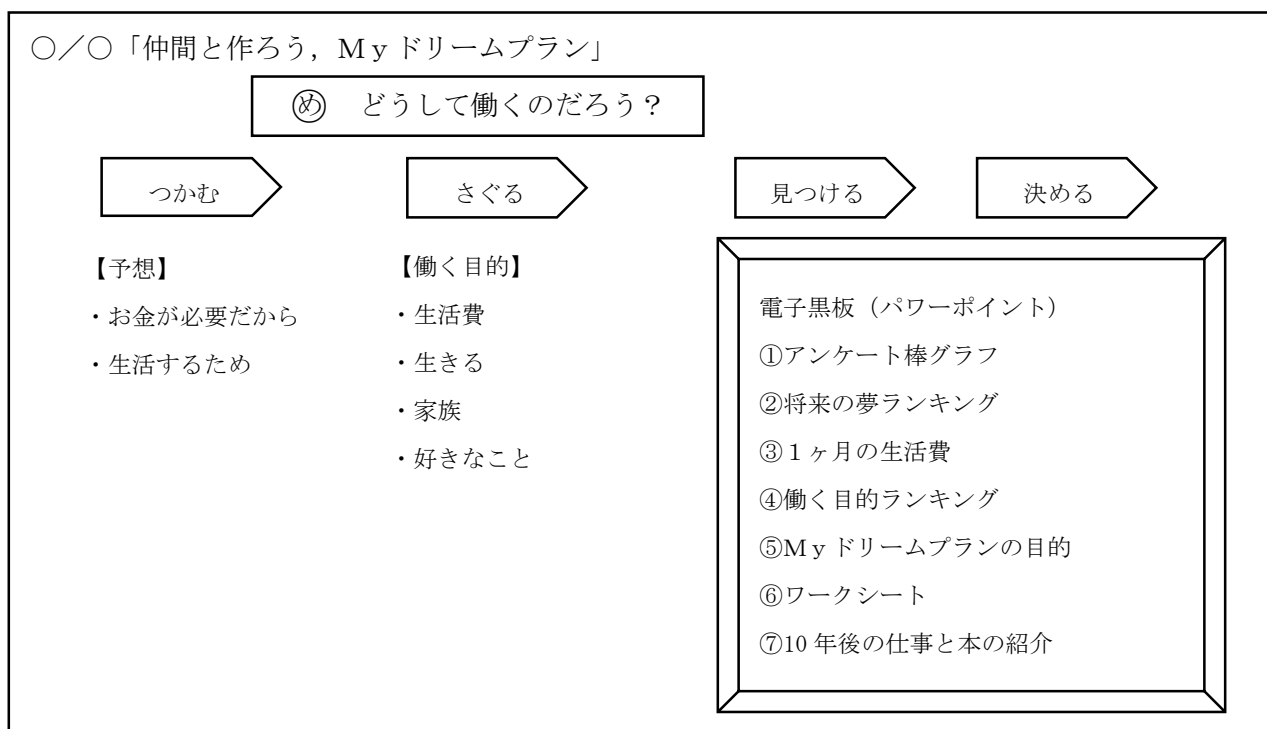 ○／○「仲間と作ろう，Ｍｙドリームプラン」
㋱　どうして働くのだろう？
つかむ
さぐる
見つける
決める
【予想】
・お金が必要だから
・生活するため
【働く目的】
・生活費
・生きる
・家族
・好きなこと
電子黒板（パワーポイント）
①アンケート棒グラフ
②将来の夢ランキング
③１ヶ月の生活費
④働く目的ランキング
⑤Ｍｙドリームプランの目的
⑥ワークシート
⑦10 年後の仕事と本の紹介